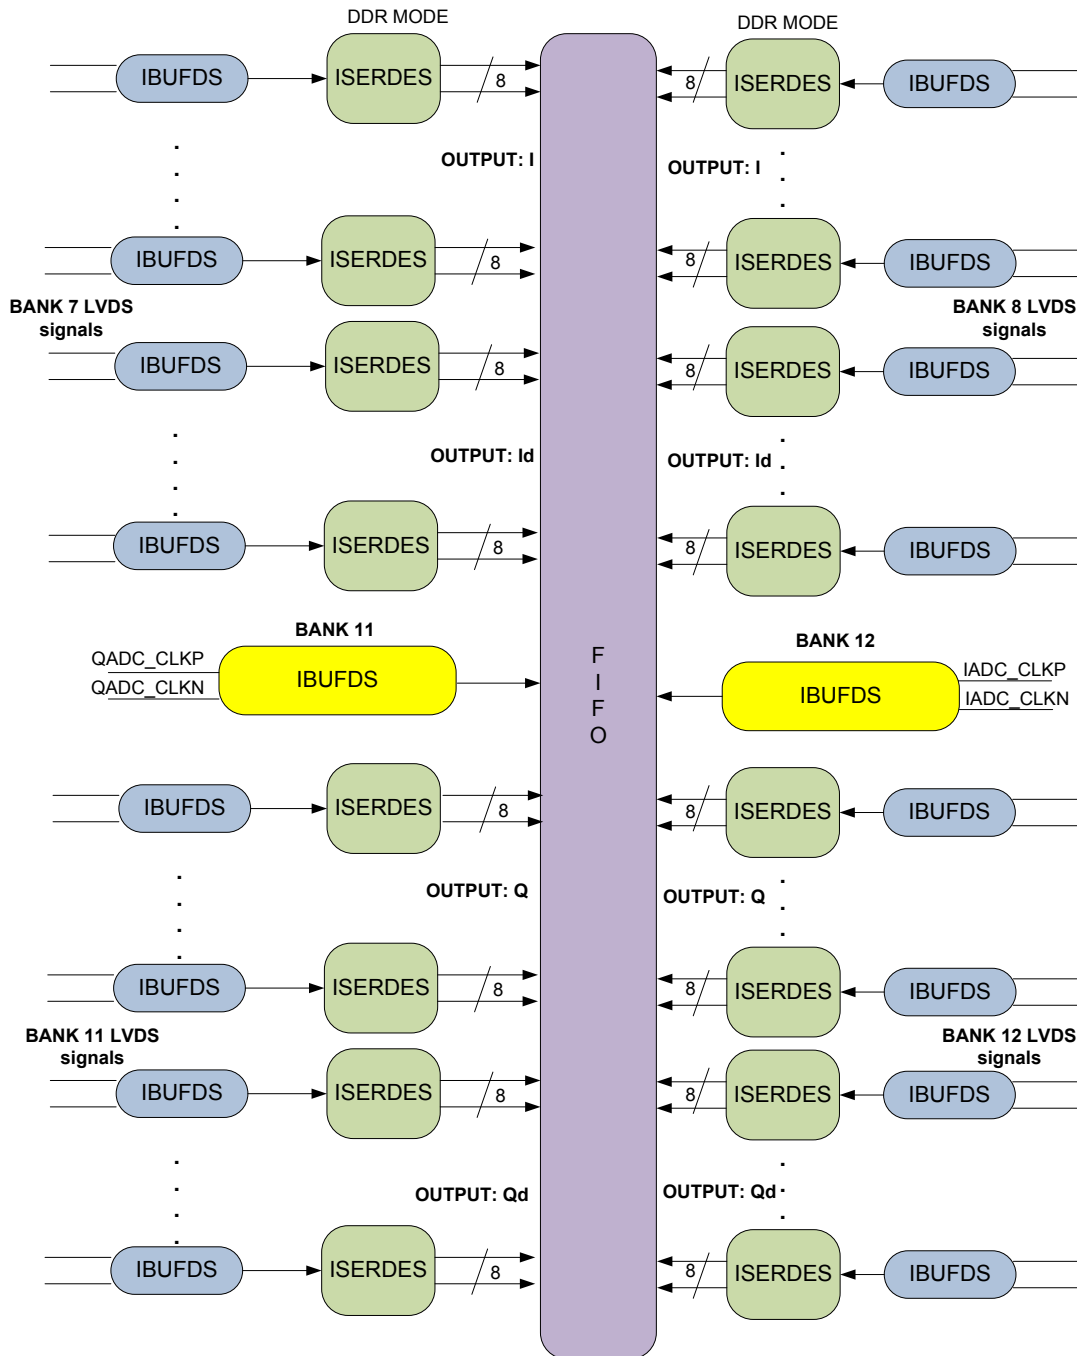 DDR MODE
DDR MODE
IBUFDS
ISERDES
8
8
ISERDES
IBUFDS
OUTPUT: I
OUTPUT: I
IBUFDS
ISERDES
8
8
ISERDES
IBUFDS
BANK 7 LVDS
signals
BANK 8 LVDS
signals
IBUFDS
ISERDES
8
8
ISERDES
IBUFDS
OUTPUT: Id
OUTPUT: Id
IBUFDS
ISERDES
8
8
ISERDES
IBUFDS
BANK 11
BANK 12
QADC_CLKP
QADC_CLKN
IBUFDS
F
I
F
O
IBUFDS
IADC_CLKP
IADC_CLKN
IBUFDS
ISERDES
8
8
ISERDES
IBUFDS
OUTPUT: Q
OUTPUT: Q
IBUFDS
ISERDES
8
8
ISERDES
IBUFDS
BANK 11 LVDS
signals
BANK 12 LVDS
signals
IBUFDS
ISERDES
8
8
ISERDES
IBUFDS
OUTPUT: Qd
OUTPUT: Qd
IBUFDS
ISERDES
8
8
ISERDES
IBUFDS